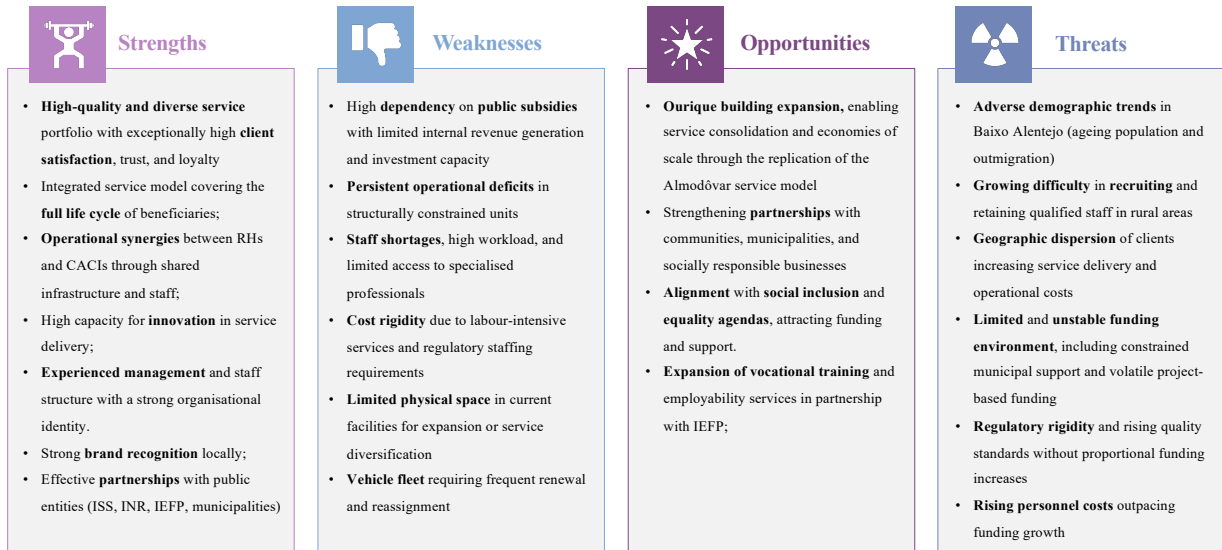 Strengths
• High-quality and diverse service
portfolio with exceptionally high client
satisfaction, trust, and loyalty
• Integrated service model covering the
full life cycle of beneficiaries;
• Operational synergies between RHs
and CACIs through shared
infrastructure and staff;
• High capacity for innovation in service
delivery;
• Experienced management and staff
structure with a strong organisational
identity.
• Strong brand recognition locally;
• Effective partnerships with public
entities (ISS, INR, IEFP, municipalities)
Weaknesses
• High dependency on public subsidies
with limited internal revenue generation
and investment capacity
• Persistent operational deficits in
structurally constrained units
• Staff shortages, high workload, and
limited access to specialised
professionals
• Cost rigidity due to labour-intensive
services and regulatory staffing
requirements
• Limited physical space in current
facilities for expansion or service
diversification
• Vehicle fleet requiring frequent renewal
and reassignment
Opportunities
• Ourique building expansion, enabling
service consolidation and economies of
scale through the replication of the
Almodôvar service model
• Strengthening partnerships with
communities, municipalities, and
socially responsible businesses
• Alignment with social inclusion and
equality agendas, attracting funding
and support.
• Expansion of vocational training and
employability services in partnership
with IEFP;
Threats
• Adverse demographic trends in
Baixo Alentejo (ageing population and
outmigration)
• Growing difficulty in recruiting and
retaining qualified staff in rural areas
• Geographic dispersion of clients
increasing service delivery and
operational costs
• Limited and unstable funding
environment, including constrained
municipal support and volatile project-
based funding
• Regulatory rigidity and rising quality
standards without proportional funding
increases
• Rising personnel costs outpacing
funding growth